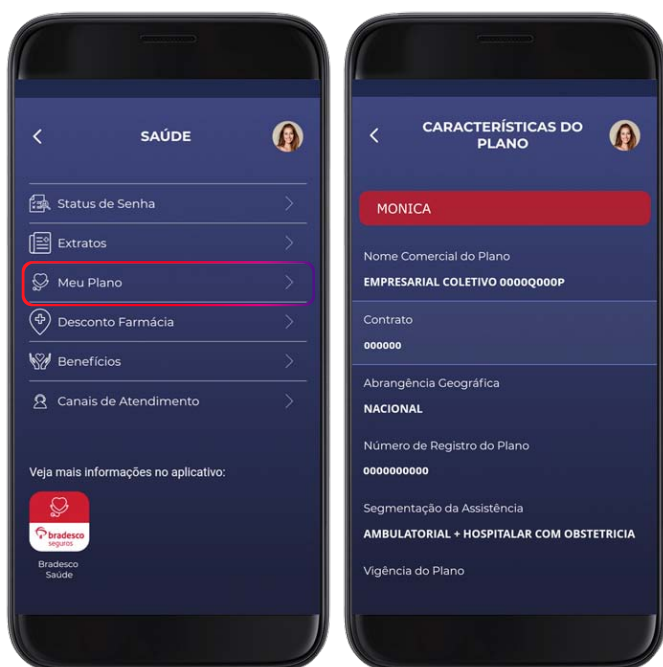 SAÚDE
Status de Senha
Extratos
Meu Plano
Desconto Farmácia
Benefícios
Canais de Atendimento
Veja mais informações no aplicativo:
bradesco
seguros
Bradesco
Saúde
CARACTERÍSTICAS DO
PLANO
MONICA
Nome Comercial do Plano
EMPRESARIAL COLETIVO 0000Q000P
Contrato
000000
Abrangência Geográfica
NACIONAL
Número de Registro do Plano
0000000000
Segmentação da Assistência
AMBULATORIAL + HOSPITALAR COM OBSTETRICIA
Vigência do Plano